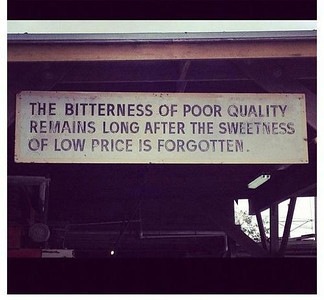 THE BITTERNESS OF POOR QUALITY
REMAINS LONG AFTER THE SWEETNESS
OF LOW PRICE IS FORGOTTEN.